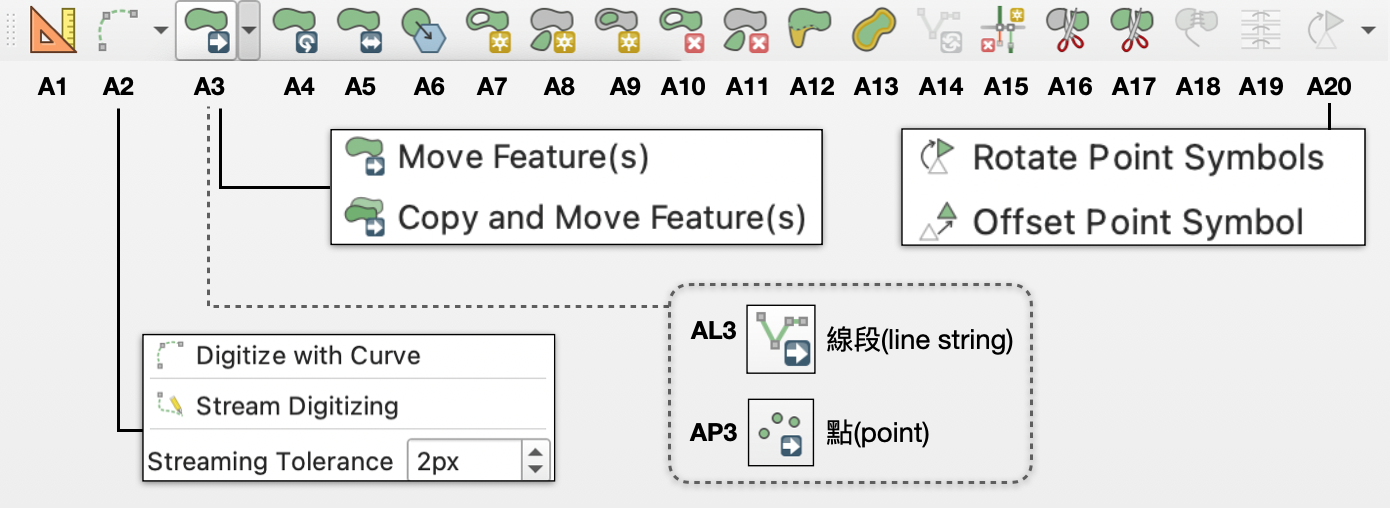 A1 A2 A3 A4 A5 A6 A7 A8 A9 A10 A11 A12 A13 A14 A15 A16 A17 A18 A19 A20
Move Feature(s)
Copy and Move Feature(s)
Rotate Point Symbols
Offset Point Symbol
AL3 線段(line string)
AP3 點(point)
Digitize with Curve
Stream Digitizing
Streaming Tolerance 2px